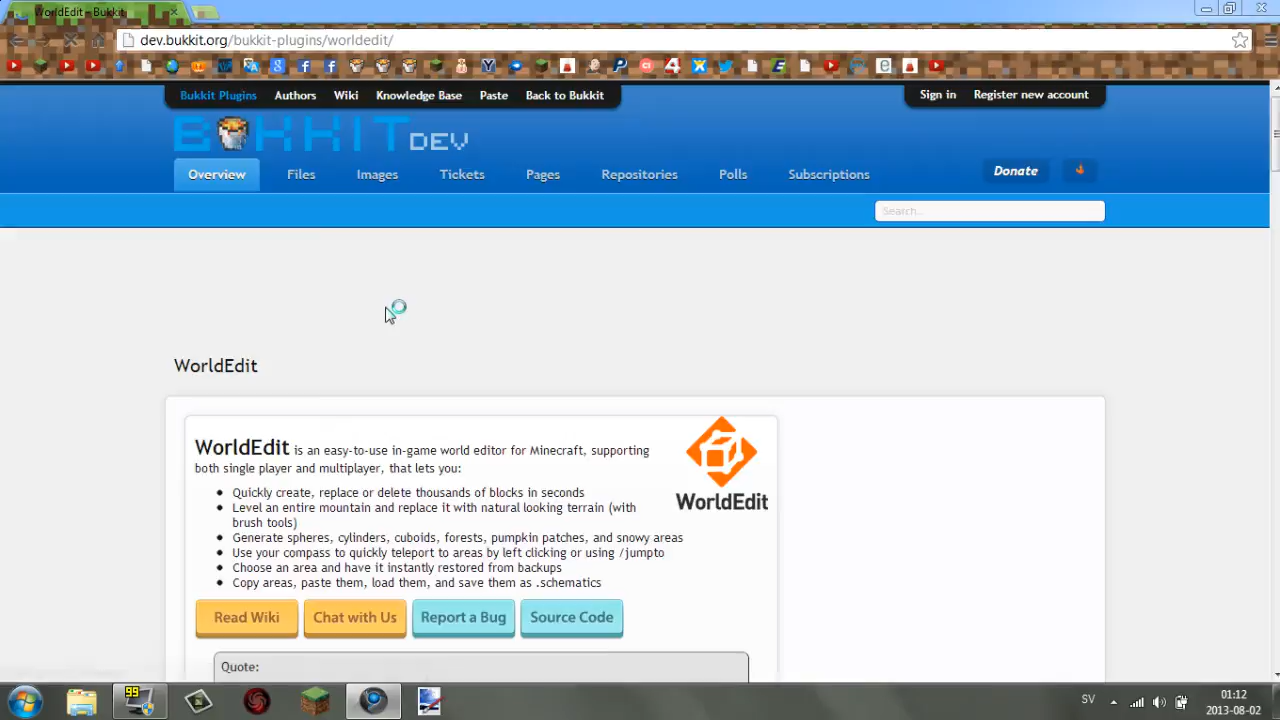 WorldEdit - Bukkit
dev.bukkit.org/bukkit-plugins/worldedit/
Bukkit Plugins Authors Wiki Knowledge Base Paste Back to Bukkit Sign in Register new account
BUKKIT DEV
Overview Files Images Tickets Pages Repositories Polls Subscriptions Donate
Search...
WorldEdit
WorldEdit is an easy-to-use in-game world editor for Minecraft, supporting
both single player and multiplayer, that lets you:
Quickly create, replace or delete thousands of blocks in seconds
Level an entire mountain and replace it with natural looking terrain (with
brush tools)
Generate spheres, cylinders, cuboids, forests, pumpkin patches, and snowy areas
Use your compass to quickly teleport to areas by left clicking or using /jumpto
Choose an area and have it instantly restored from backups
Copy areas, paste them, load them, and save them as .schematics
WorldEdit
Read Wiki Chat with Us Report a Bug Source Code
Quote:
99
SV
01:12
2013-08-02